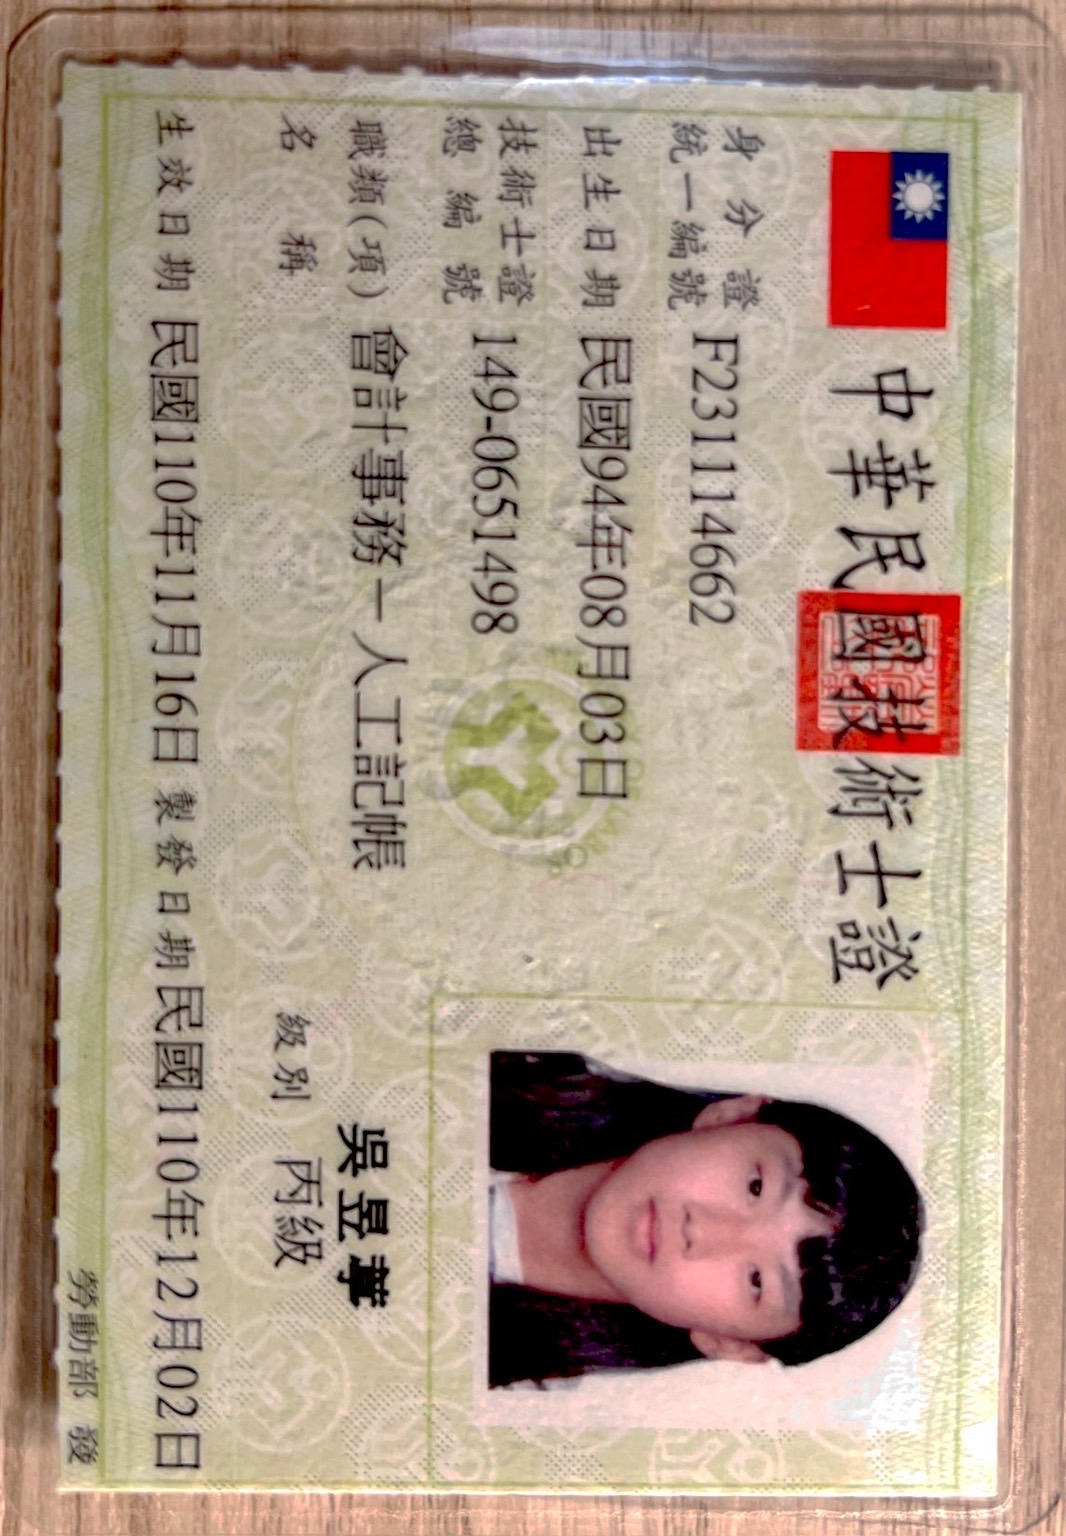 中華民國技術士證
身分證統一編號 F231114662
出生日期 民國94年08月03日
技術士證總編號 149-0651498
職類(項)名稱 會計事務－人工記帳
吳昱葶
級別 丙級
生效日期 民國110年11月16日 製發日期 民國110年12月02日
勞動部 發